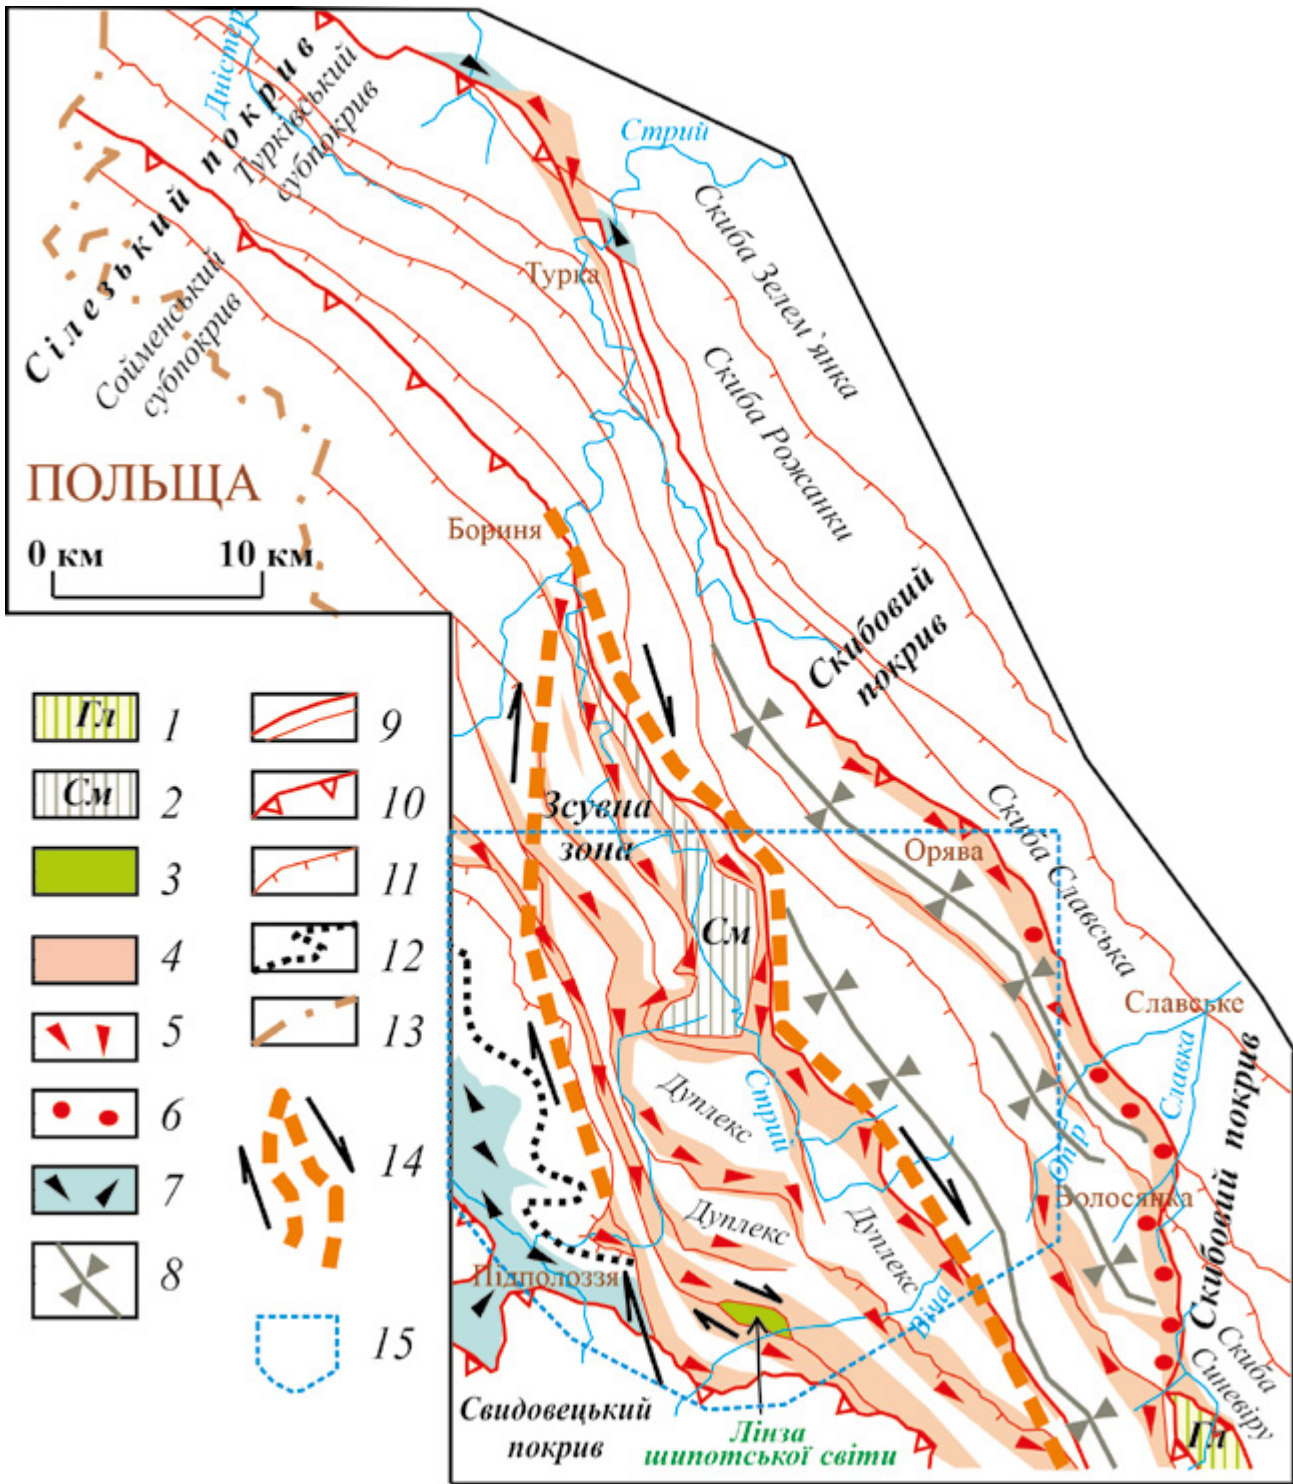 Дністер
Сілезький покрив
Турківський
субпокрив
Стрий
Скиба Зелем`янка
Турка
Сойменський
субпокрив
Скиба Рожанки
ПОЛЬЩА
0 км
10 км
Бориня
Скибовий
покрив
Гл
1
См
2
3
4
5
6
7
8
9
10
11
12
13
14
15
Зсувна
зона
Орява
Скиба Славська
См
Славське
Славка
Скибовий покрив
Дуплекс
Стрий
Опір
Волосянка
Дуплекс
Дуплекс
Підполоззя
Віча
Скиба
Синевіру
Свидовецький
покрив
Лінза
шипотської світи
Гл